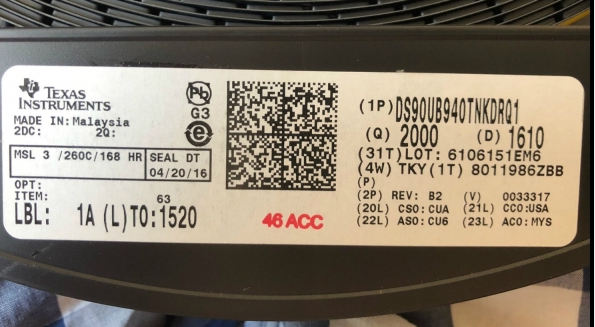 TEXAS
INSTRUMENTS
MADE IN: Malaysia
2DC: 2Q:
Pb
G3
e
MSL 3 /260C/168 HR
SEAL DT
04/20/16
OPT:
ITEM: 63
LBL: 1A (L)TO:1520
46 ACC
(1P)DS90UB940TNKDRQ1
(Q) 2000 (D) 1610
(31T)LOT: 6106151EM6
(4W) TKY(1T) 8011986ZBB
(P)
(2P) REV: B2 (V) 0033317
(20L) CSO:CUA (21L) CCO:USA
(22L) ASO:CU6 (23L) ACO:MYS